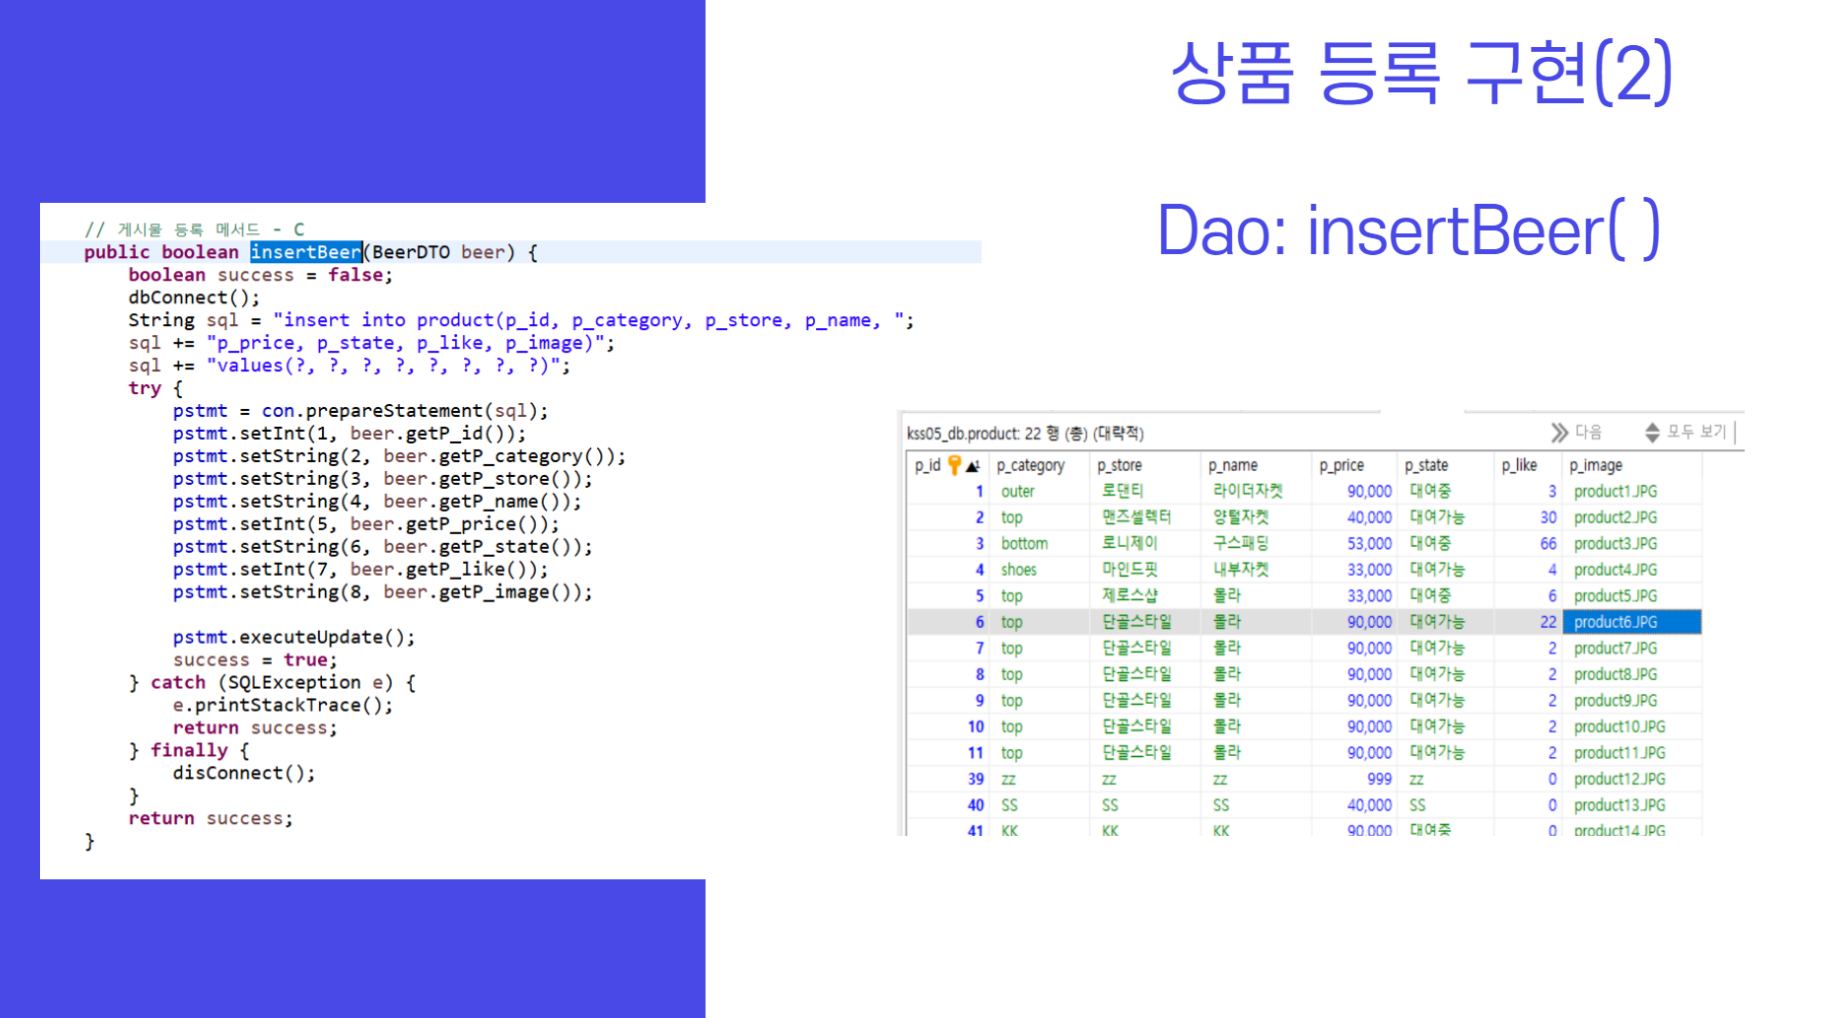 상품 등록 구현(2)
Dao: insertBeer( )
// 게시물 등록 메서드 - C
public boolean insertBeer(BeerDTO beer) {
boolean success = false;
dbConnect();
String sql = "insert into product(p_id, p_category, p_store, p_name, ";
sql += "p_price, p_state, p_like, p_image)";
sql += "values(?, ?, ?, ?, ?, ?, ?, ?)";
try {
pstmt = con.prepareStatement(sql);
pstmt.setInt(1, beer.getP_id());
pstmt.setString(2, beer.getP_category());
pstmt.setString(3, beer.getP_store());
pstmt.setString(4, beer.getP_name());
pstmt.setInt(5, beer.getP_price());
pstmt.setString(6, beer.getP_state());
pstmt.setInt(7, beer.getP_like());
pstmt.setString(8, beer.getP_image());
pstmt.executeUpdate();
success = true;
} catch (SQLException e) {
e.printStackTrace();
return success;
} finally {
disConnect();
}
return success;
}
kss05_db.product: 22 행 (총) (대략적) 다음 모두 보기
p_id p_category p_store p_name p_price p_state p_like p_image
1 outer 로댄티 라이더자켓 90,000 대여중 3 product1.JPG
2 top 맨즈셀렉터 양털자켓 40,000 대여가능 30 product2.JPG
3 bottom 로니제이 구스패딩 53,000 대여중 66 product3.JPG
4 shoes 마인드핏 내부자켓 33,000 대여가능 4 product4.JPG
5 top 제로스샵 몰라 33,000 대여중 6 product5.JPG
6 top 단골스타일 몰라 90,000 대여가능 22 product6.JPG
7 top 단골스타일 몰라 90,000 대여가능 2 product7.JPG
8 top 단골스타일 몰라 90,000 대여가능 2 product8.JPG
9 top 단골스타일 몰라 90,000 대여가능 2 product9.JPG
10 top 단골스타일 몰라 90,000 대여가능 2 product10.JPG
11 top 단골스타일 몰라 90,000 대여가능 2 product11.JPG
39 zz zz zz 999 zz 0 product12.JPG
40 SS SS SS 40,000 SS 0 product13.JPG
41 KK KK KK 90,000 대여중 0 product14.JPG